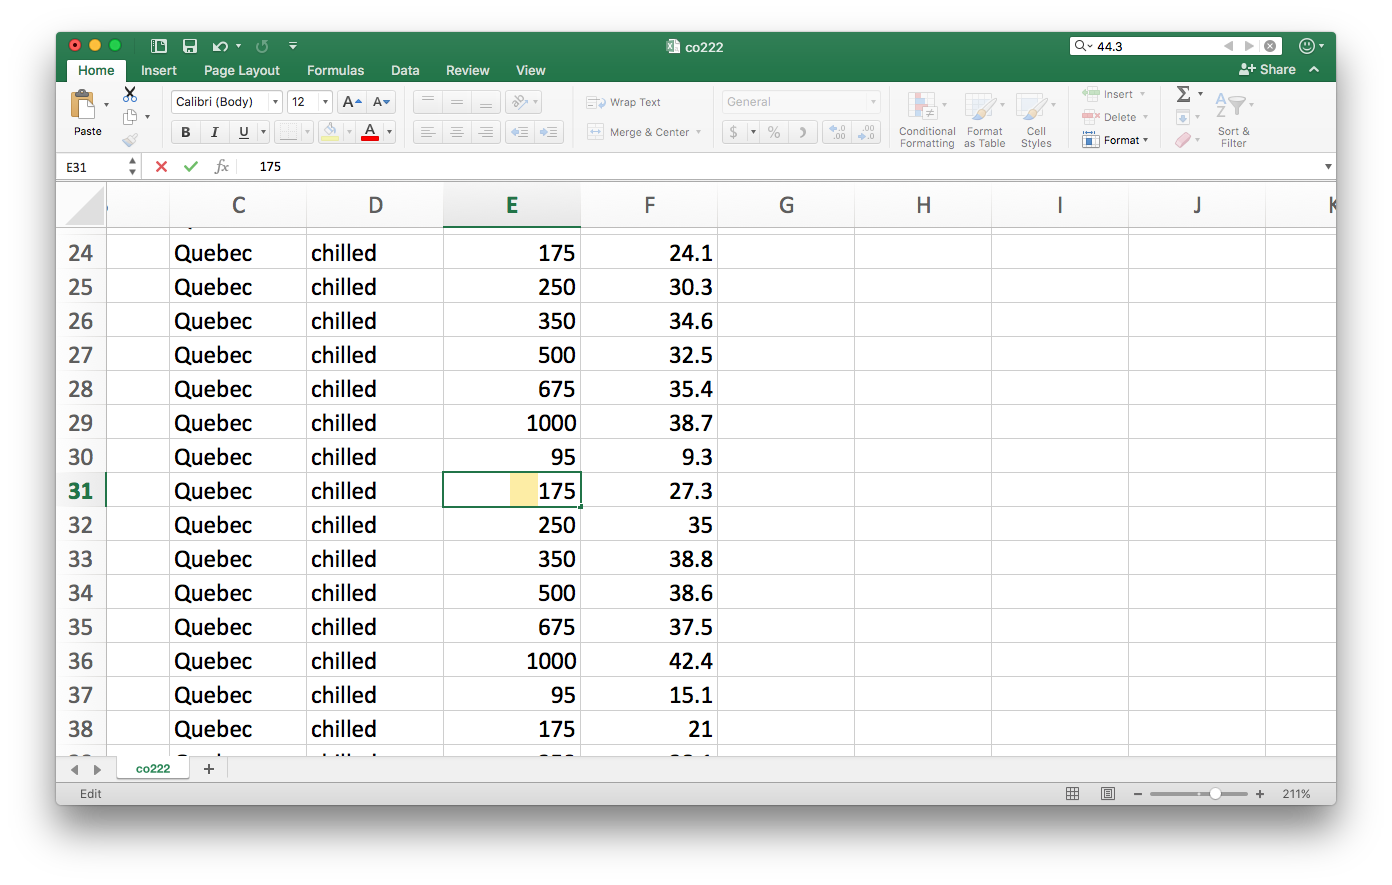 co222
44.3
Home Insert Page Layout Formulas Data Review View
Share
Paste
Calibri (Body) 12 A A
B I U A
Wrap Text
Merge & Center
General
$ % .0 .00 .00 .0
Conditional Formatting
Format as Table
Cell Styles
Insert
Delete
Format
Σ
A Z
Sort & Filter
E31 fx 175
C D E F G H I J K
24 Quebec chilled 175 24.1
25 Quebec chilled 250 30.3
26 Quebec chilled 350 34.6
27 Quebec chilled 500 32.5
28 Quebec chilled 675 35.4
29 Quebec chilled 1000 38.7
30 Quebec chilled 95 9.3
31 Quebec chilled 175 27.3
32 Quebec chilled 250 35
33 Quebec chilled 350 38.8
34 Quebec chilled 500 38.6
35 Quebec chilled 675 37.5
36 Quebec chilled 1000 42.4
37 Quebec chilled 95 15.1
38 Quebec chilled 175 21
co222 +
Edit 211%